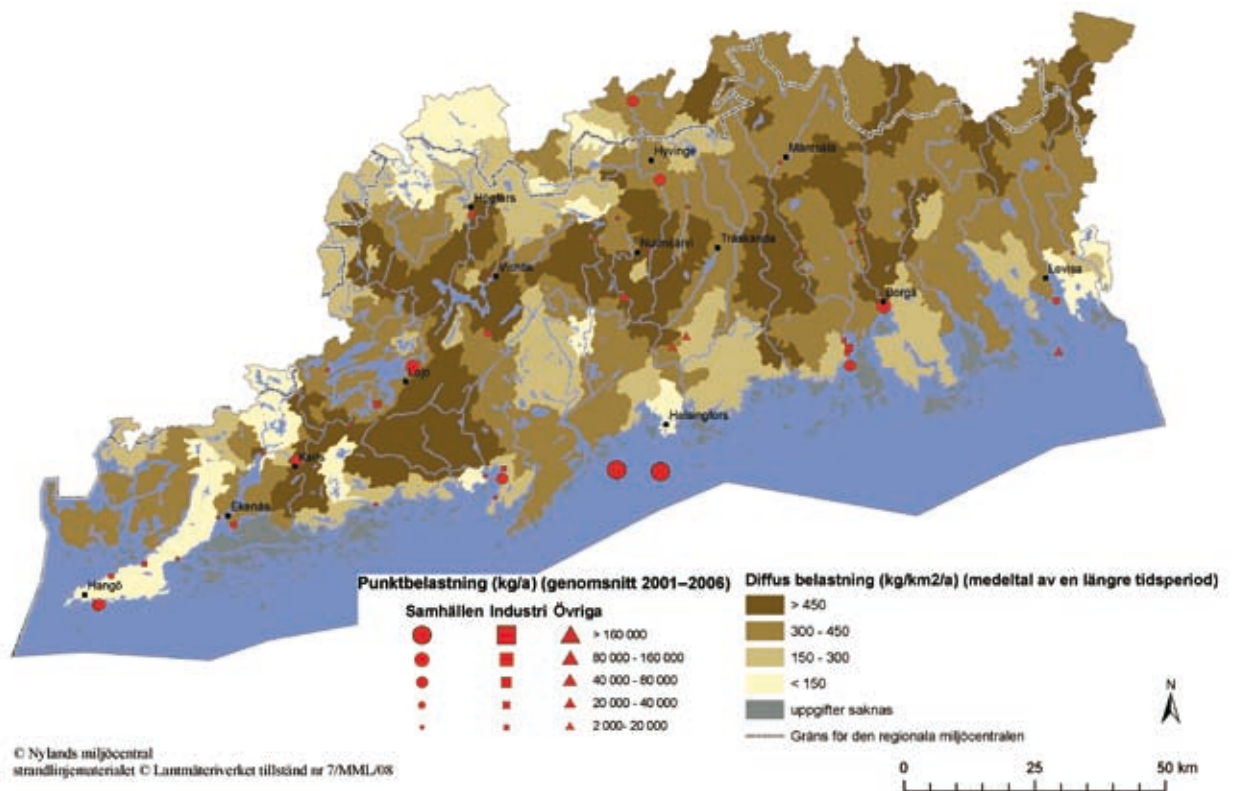 Hyvinge
Mäntsälä
Högfors
Nurmijärvi
Träskända
Vichtis
Lovisa
Borgå
Lojo
Helsingfors
Karis
Ekenäs
Hangö
Punktbelastning (kg/a) (genomsnitt 2001–2006)
Samhällen Industri Övriga
> 160 000
80 000 - 160 000
40 000 - 80 000
20 000 - 40 000
2 000- 20 000
Diffus belastning (kg/km2/a) (medeltal av en längre tidsperiod)
> 450
300 - 450
150 - 300
< 150
uppgifter saknas
Gräns för den regionala miljöcentralen
N
0 25 50 km
© Nylands miljöcentral
strandlinjematerialet © Lantmäteriverket tillstånd nr 7/MML/08